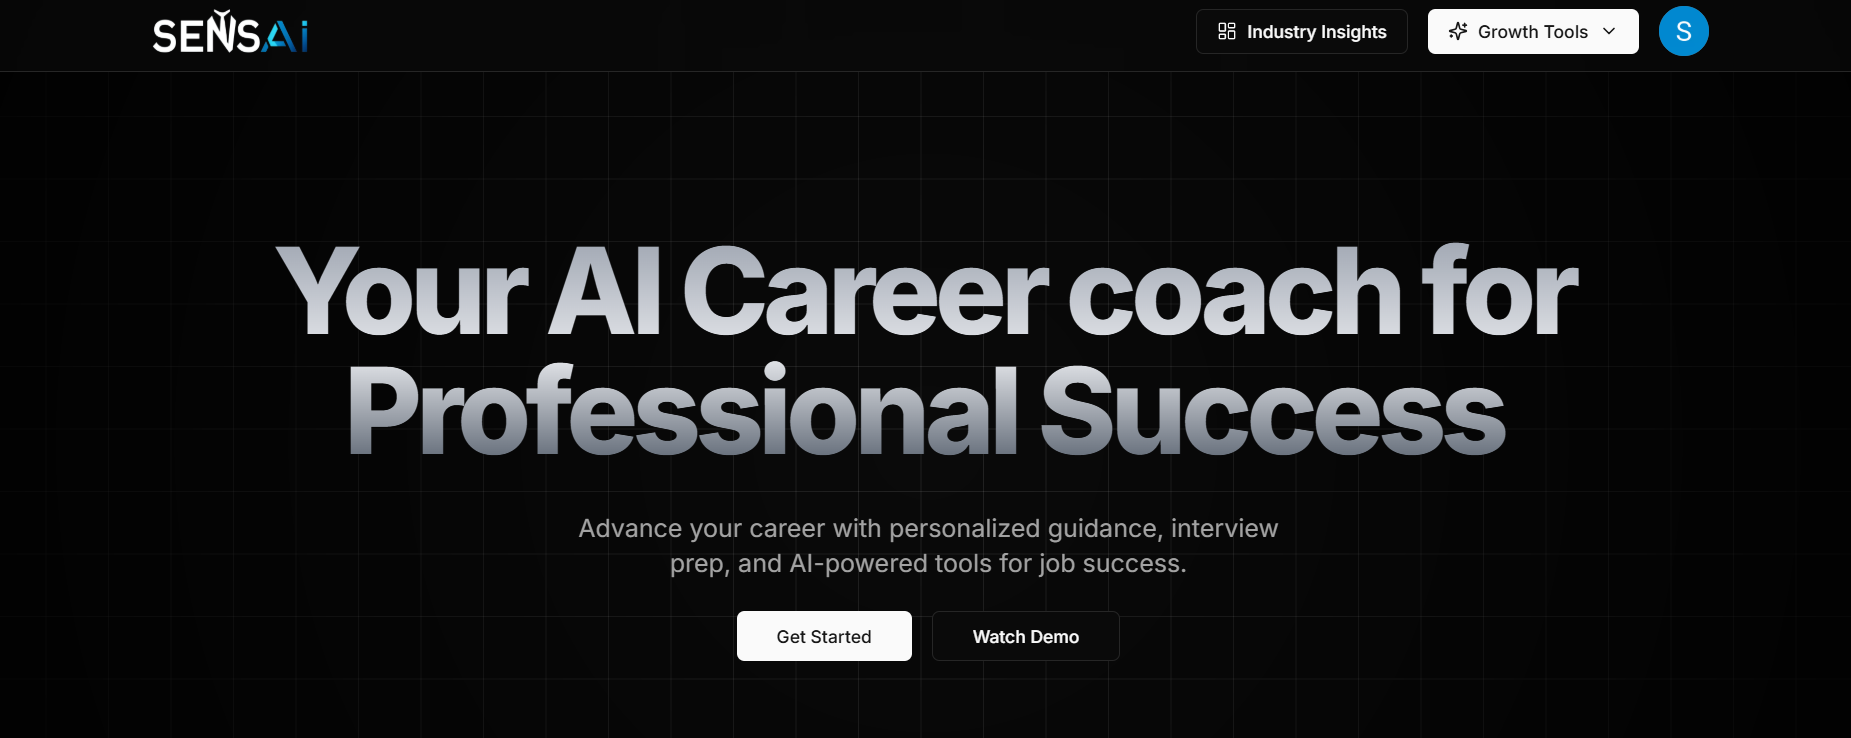 SENSAi
Industry Insights
Growth Tools
S
Your AI Career coach for
Professional Success
Advance your career with personalized guidance, interview
prep, and AI-powered tools for job success.
Get Started
Watch Demo